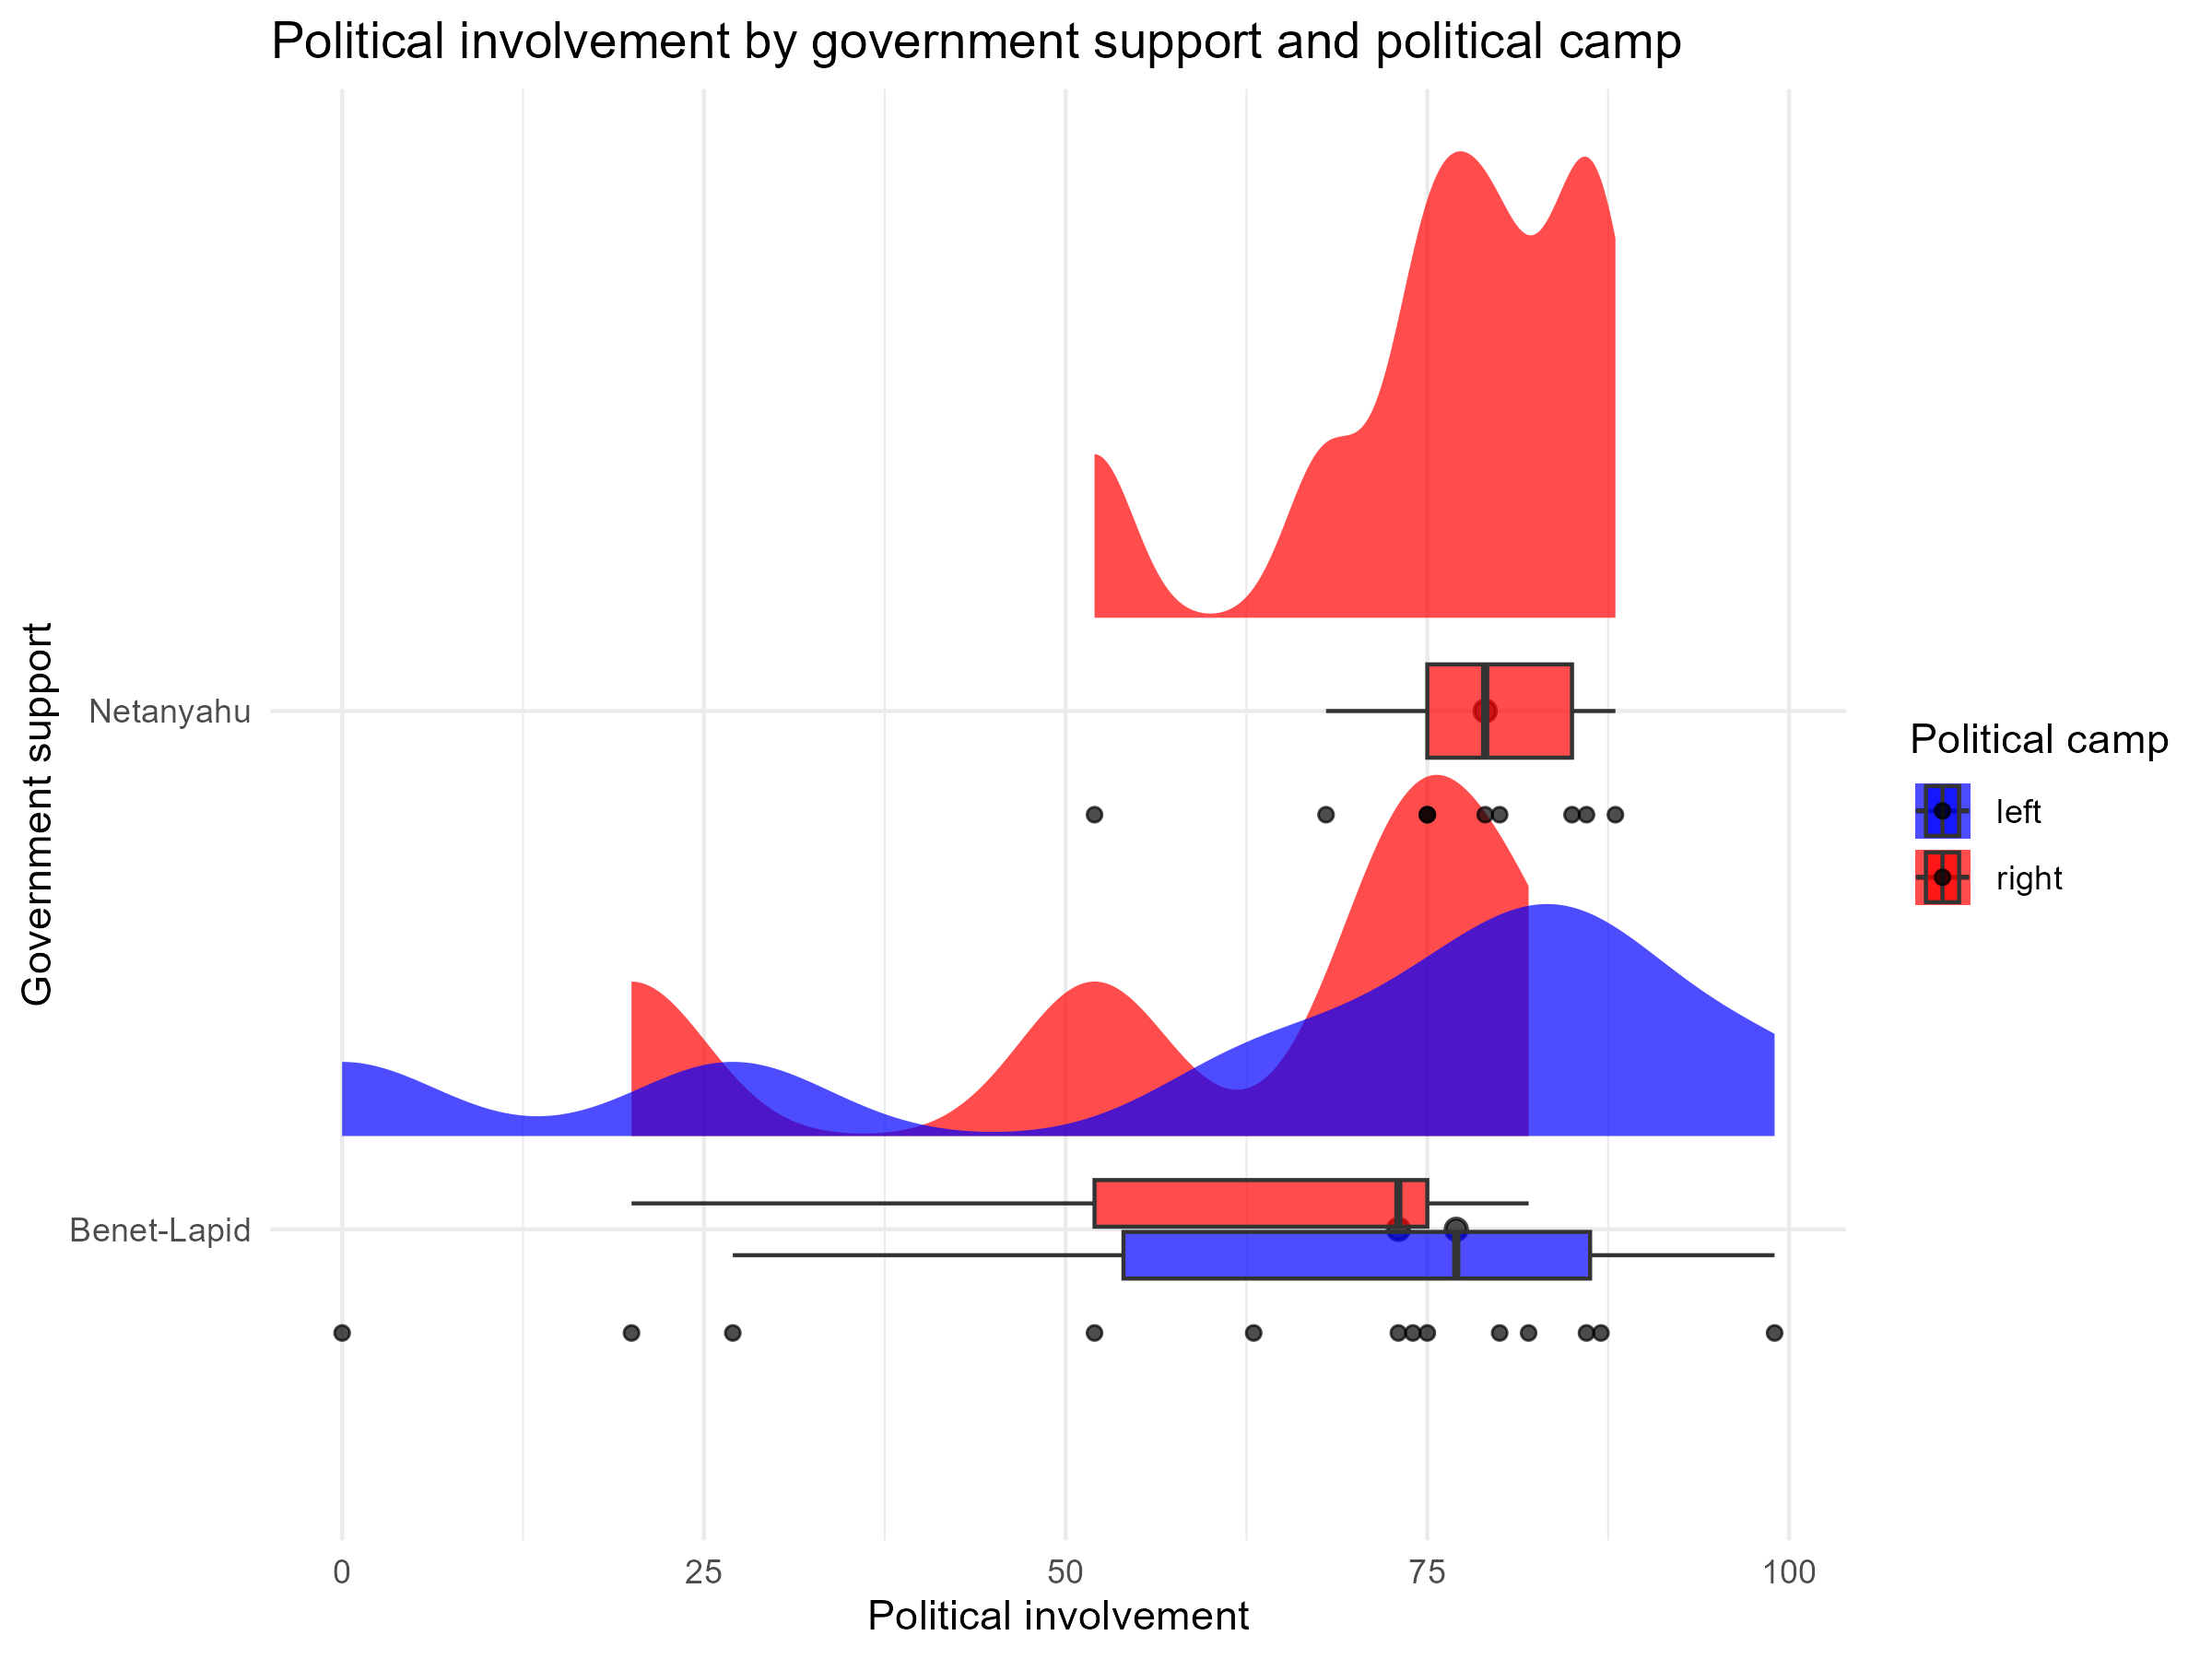 Political involvement by government support and political camp
Government support
Netanyahu
Benet-Lapid
0
25
50
75
100
Political involvement
Political camp
left
right